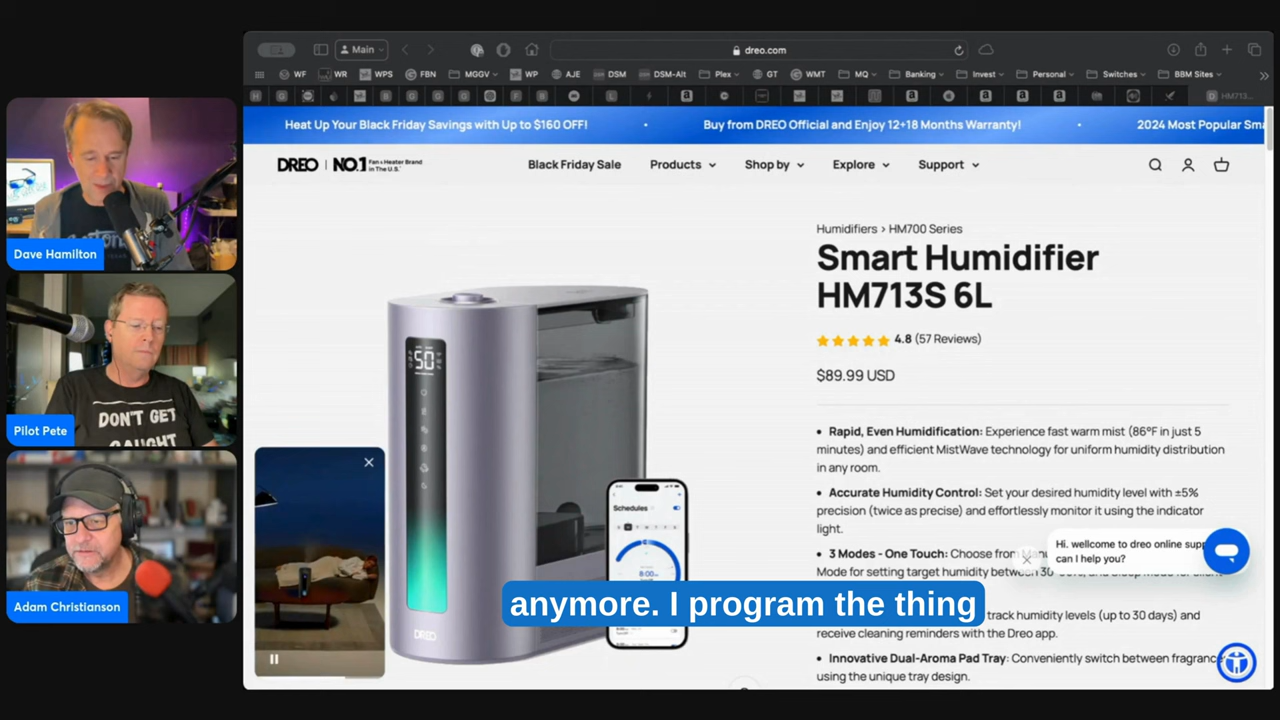 Main
dreo.com
WF
WR
WPS
FBN
MGGV
WP
AJE
DSM
DSM-Alt
Plex
GT
WMT
MQ
Banking
Invest
Personal
Switches
BBM Sites
HM713...
Heat Up Your Black Friday Savings with Up to $160 OFF!
Buy from DREO Official and Enjoy 12+18 Months Warranty!
2024 Most Popular Sma
DREO | NO.1 Fan & Heater Brand
in The U.S.
Black Friday Sale
Products
Shop by
Explore
Support
Humidifiers > HM700 Series
Smart Humidifier
HM713S 6L
4.8 (57 Reviews)
$89.99 USD
• Rapid, Even Humidification: Experience fast warm mist (86°F in just 5
minutes) and efficient MistWave technology for uniform humidity distribution
in any room.
• Accurate Humidity Control: Set your desired humidity level with ±5%
precision (twice as precise) and effortlessly monitor it using the indicator
light.
• 3 Modes - One Touch: Choose from
Mode for setting target humidity between 30
track humidity levels (up to 30 days) and
receive cleaning reminders with the Dreo app.
• Innovative Dual-Aroma Pad Tray: Conveniently switch between fragrance
using the unique tray design.
Hi. wellcome to dreo online supp
can I help you?
50
DREO
Schedules
8:00
anymore. I program the thing
Dave Hamilton
DON'T GET
CAUGHT
Pilot Pete
Adam Christianson